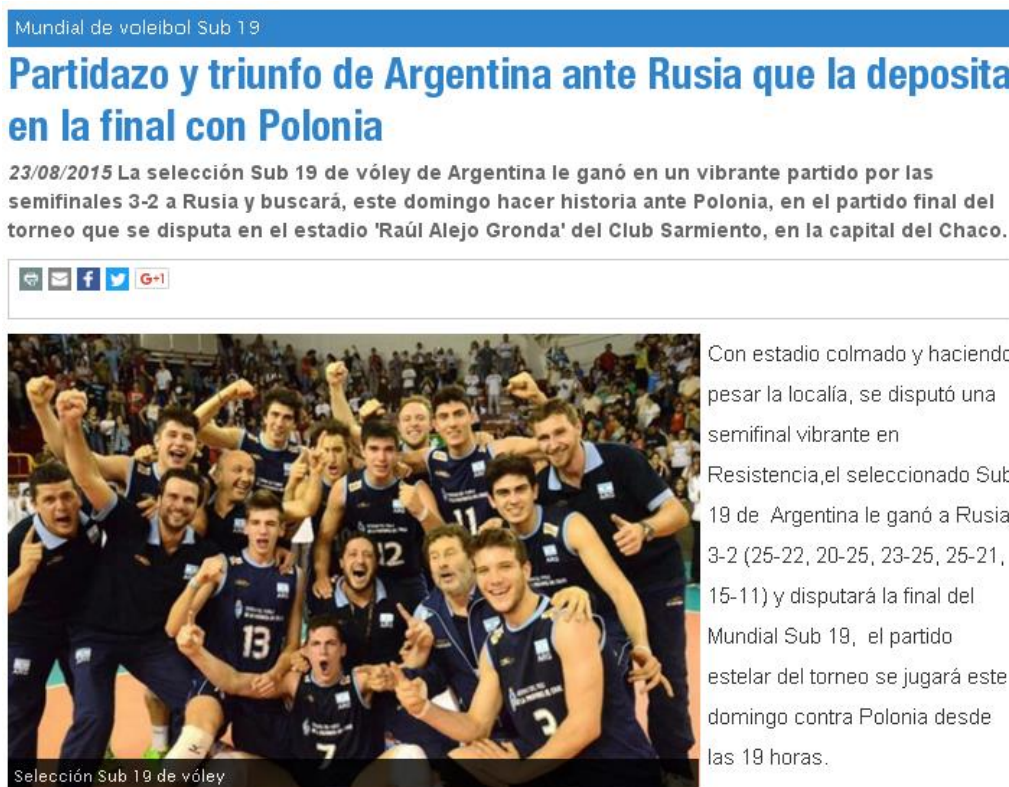 Mundial de voleibol Sub 19
Partidazo y triunfo de Argentina ante Rusia que la deposita
en la final con Polonia
23/08/2015 La selección Sub 19 de vóley de Argentina le ganó en un vibrante partido por las
semifinales 3-2 a Rusia y buscará, este domingo hacer historia ante Polonia, en el partido final del
torneo que se disputa en el estadio 'Raúl Alejo Gronda' del Club Sarmiento, en la capital del Chaco.
G+1
Con estadio colmado y haciendo
pesar la localía, se disputó una
semifinal vibrante en
Resistencia,el seleccionado Sub
19 de Argentina le ganó a Rusia
3-2 (25-22, 20-25, 23-25, 25-21,
15-11) y disputará la final del
Mundial Sub 19, el partido
estelar del torneo se jugará este
domingo contra Polonia desde
las 19 horas.
11
12
13
3
7
Selección Sub 19 de vóley